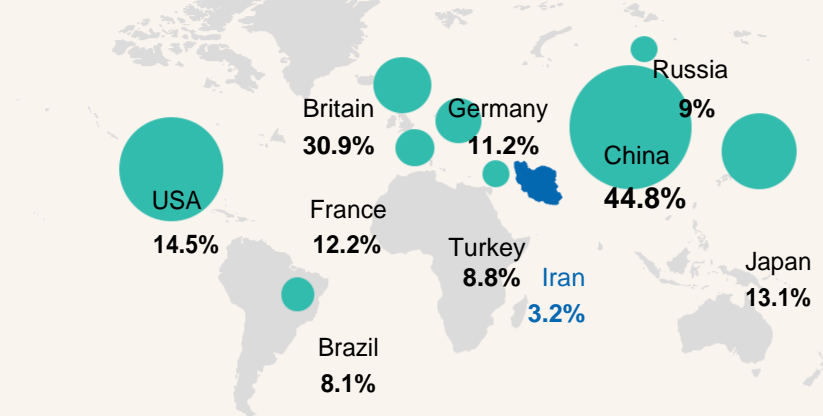 Russia
9%
Britain
30.9%
Germany
11.2%
China
44.8%
USA
14.5%
France
12.2%
Turkey
8.8%
Iran
3.2%
Japan
13.1%
Brazil
8.1%